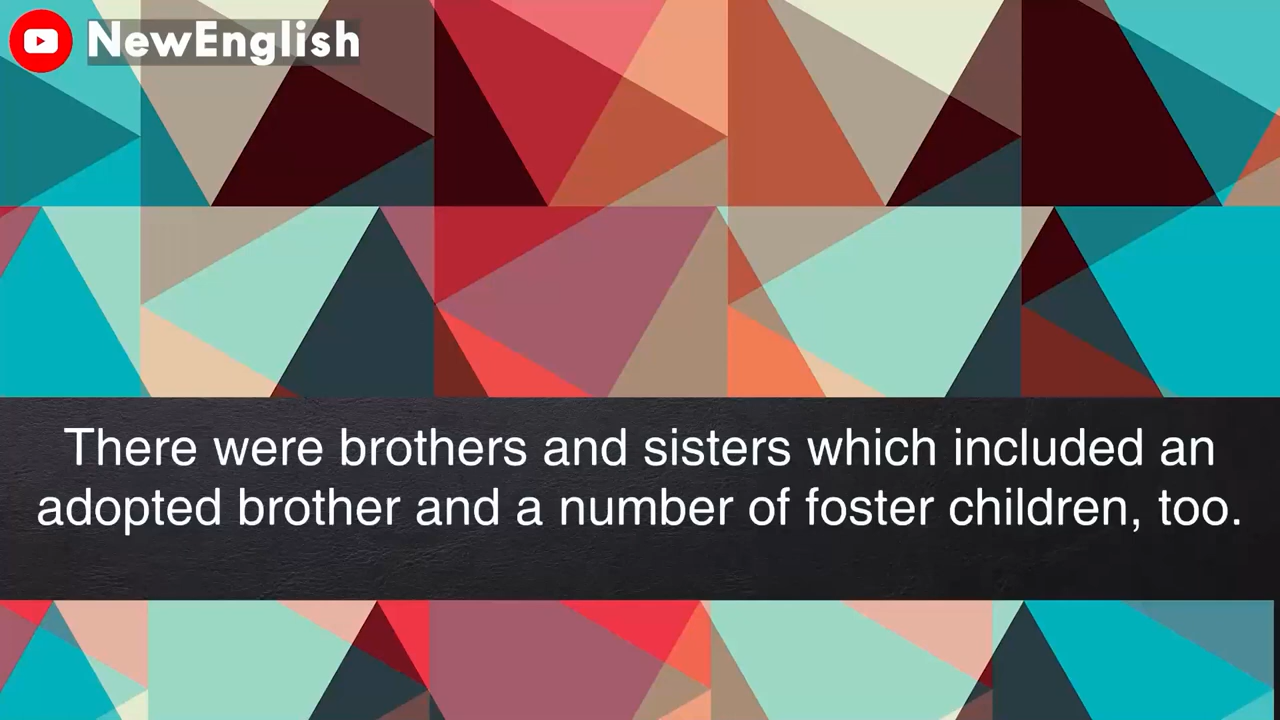 NewEnglish
There were brothers and sisters which included an
adopted brother and a number of foster children, too.